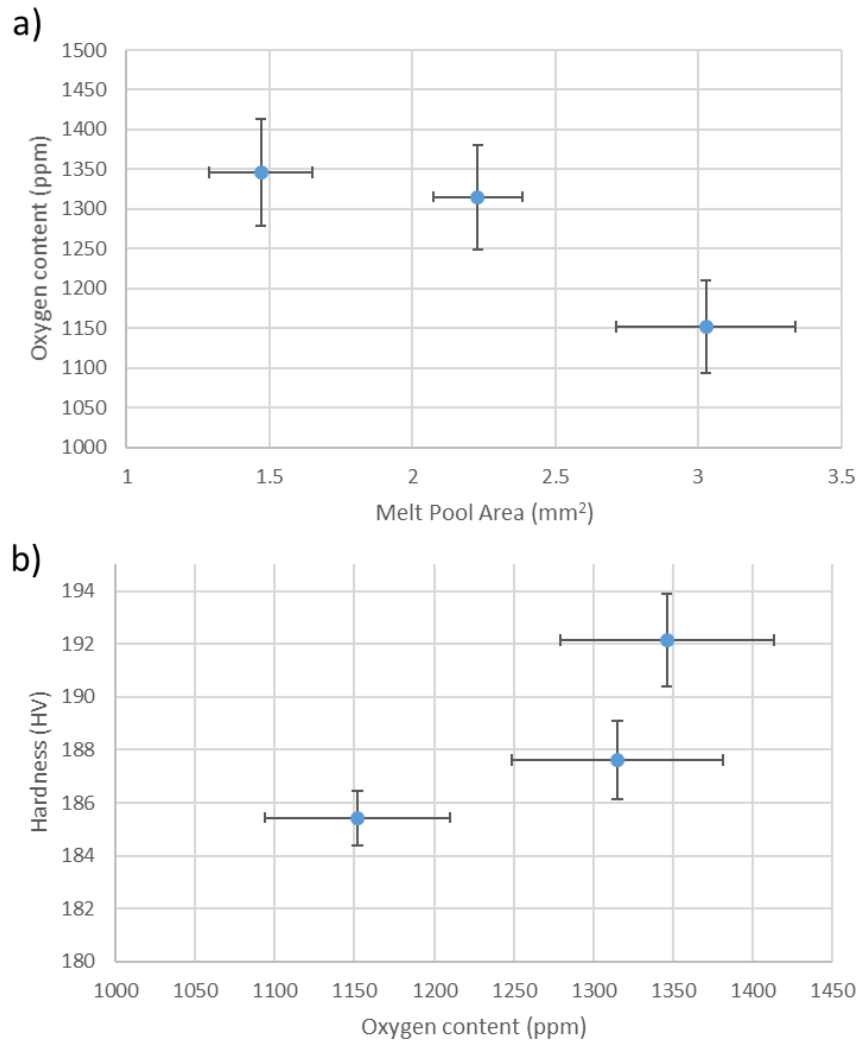 a)
Oxygen content (ppm)
1500
1450
1400
1350
1300
1250
1200
1150
1100
1050
1000
1 1.5 2 2.5 3 3.5
Melt Pool Area (mm²)
b)
Hardness (HV)
194
192
190
188
186
184
182
180
1000 1050 1100 1150 1200 1250 1300 1350 1400 1450
Oxygen content (ppm)